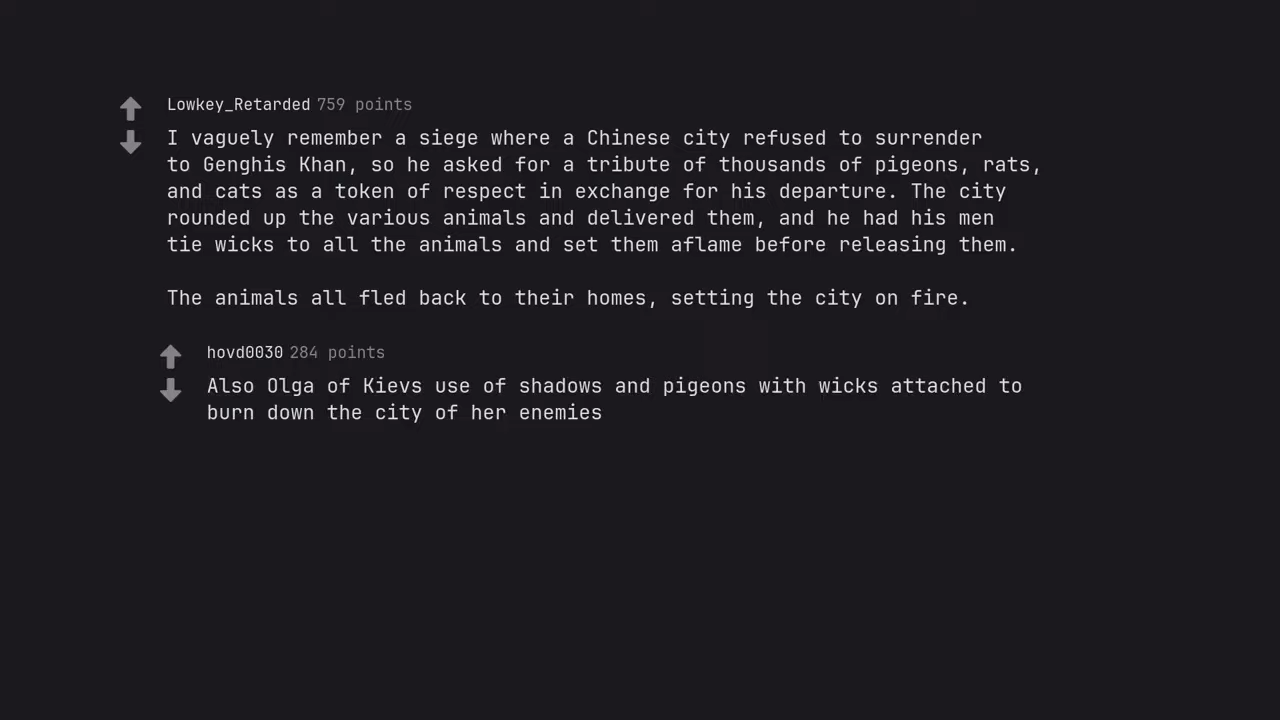 Lowkey_Retarded 759 points
I vaguely remember a siege where a Chinese city refused to surrender
to Genghis Khan, so he asked for a tribute of thousands of pigeons, rats,
and cats as a token of respect in exchange for his departure. The city
rounded up the various animals and delivered them, and he had his men
tie wicks to all the animals and set them aflame before releasing them.
The animals all fled back to their homes, setting the city on fire.
hovd0030 284 points
Also Olga of Kievs use of shadows and pigeons with wicks attached to
burn down the city of her enemies